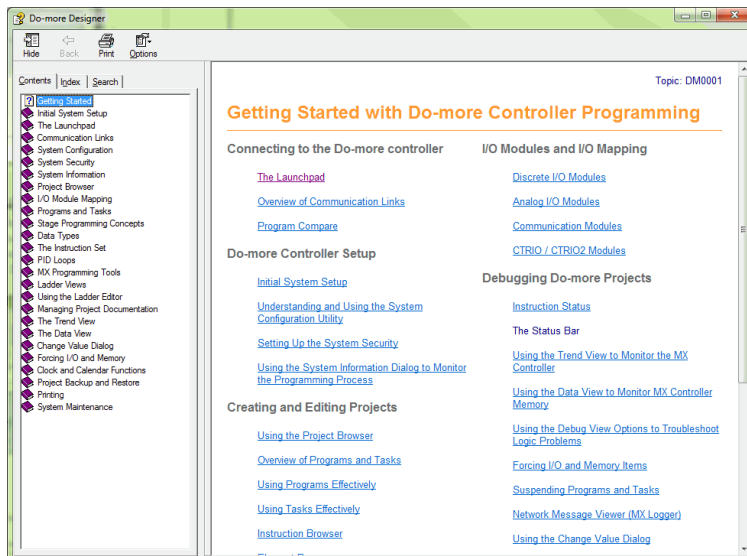 Do-more Designer
Hide
Back
Print
Options
Contents
Index
Search
Getting Started
Initial System Setup
The Launchpad
Communication Links
System Configuration
System Security
System Information
Project Browser
I/O Module Mapping
Programs and Tasks
Stage Programming Concepts
Data Types
The Instruction Set
PID Loops
MX Programming Tools
Ladder Views
Using the Ladder Editor
Managing Project Documentation
The Trend View
The Data View
Change Value Dialog
Forcing I/O and Memory
Clock and Calendar Functions
Project Backup and Restore
Printing
System Maintenance
Topic: DM0001
Getting Started with Do-more Controller Programming
Connecting to the Do-more controller
The Launchpad
Overview of Communication Links
Program Compare
Do-more Controller Setup
Initial System Setup
Understanding and Using the System
Configuration Utility
Setting Up the System Security
Using the System Information Dialog to Monitor
the Programming Process
Creating and Editing Projects
Using the Project Browser
Overview of Programs and Tasks
Using Programs Effectively
Using Tasks Effectively
Instruction Browser
I/O Modules and I/O Mapping
Discrete I/O Modules
Analog I/O Modules
Communication Modules
CTRIO / CTRIO2 Modules
Debugging Do-more Projects
Instruction Status
The Status Bar
Using the Trend View to Monitor the MX
Controller
Using the Data View to Monitor MX Controller
Memory
Using the Debug View Options to Troubleshoot
Logic Problems
Forcing I/O and Memory Items
Suspending Programs and Tasks
Network Message Viewer (MX Logger)
Using the Change Value Dialog